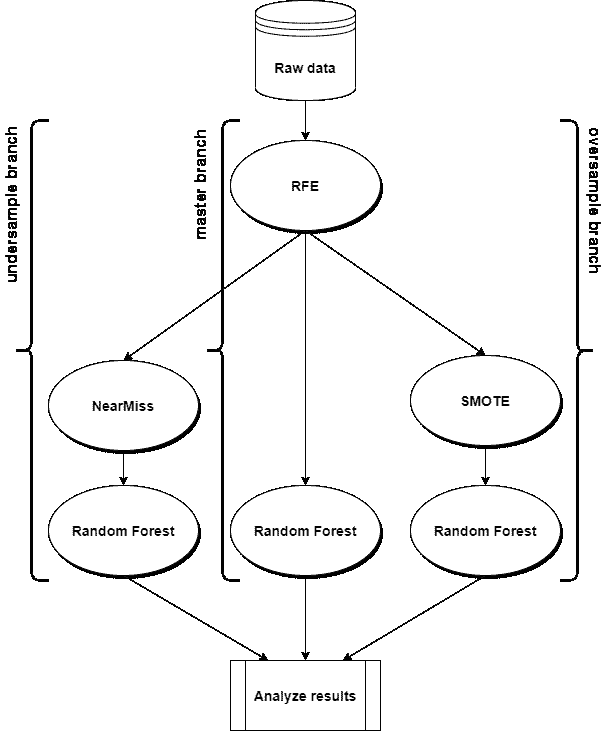 Raw data
undersample branch
master branch
oversample branch
RFE
NearMiss
SMOTE
Random Forest
Random Forest
Random Forest
Analyze results